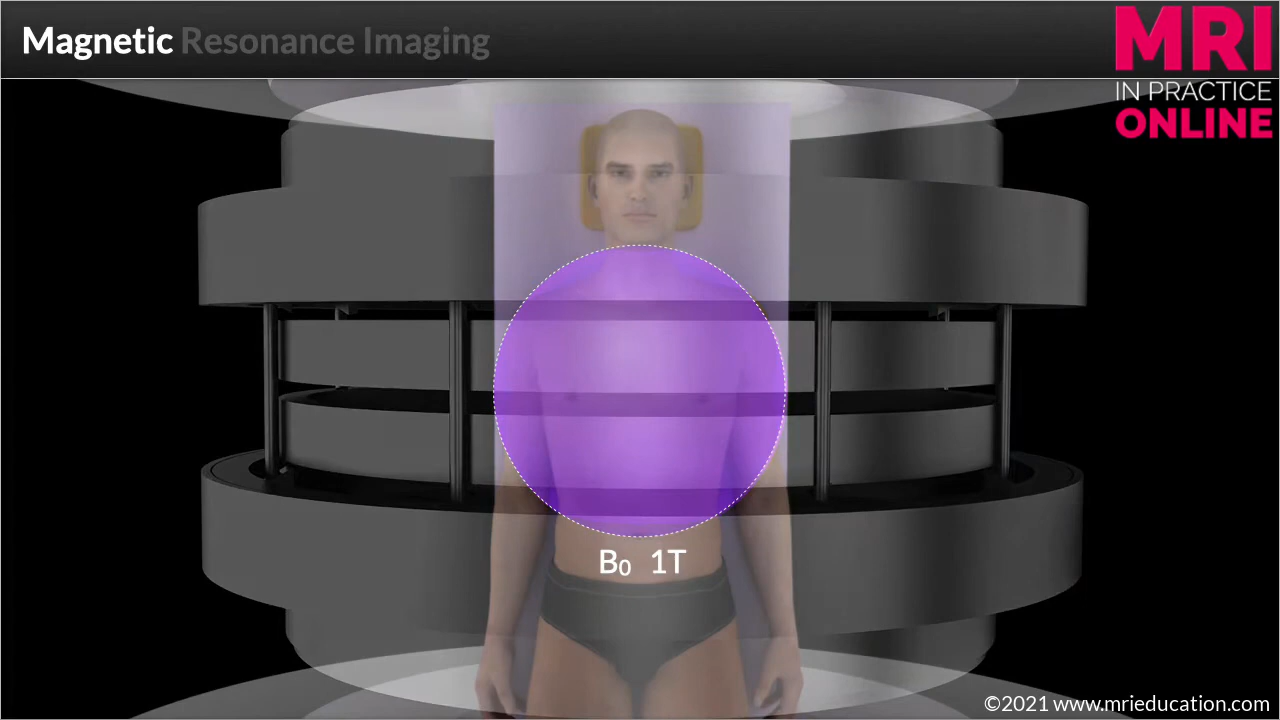 Magnetic Resonance Imaging
MRI
IN PRACTICE
ONLINE
B₀ 1T
©2021 www.mrieducation.com